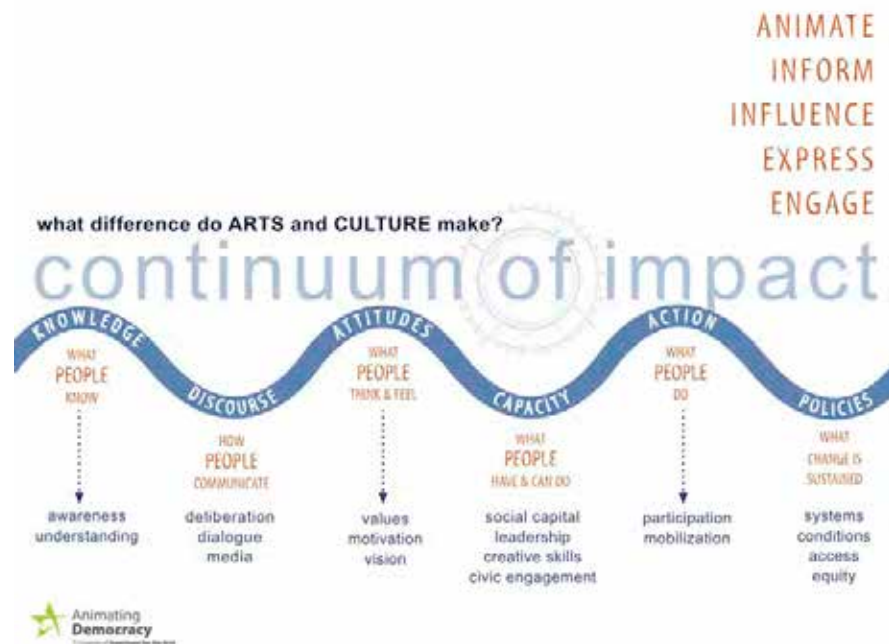 ANIMATE
INFORM
INFLUENCE
EXPRESS
ENGAGE
what difference do ARTS and CULTURE make?
continuum of impact
KNOWLEDGE
WHAT
PEOPLE
KNOW
awareness
understanding
DISCOURSE
HOW
PEOPLE
COMMUNICATE
deliberation
dialogue
media
ATTITUDES
WHAT
PEOPLE
THINK & FEEL
values
motivation
vision
CAPACITY
WHAT
PEOPLE
HAVE & CAN DO
social capital
leadership
creative skills
civic engagement
ACTION
WHAT
PEOPLE
DO
participation
mobilization
POLICIES
WHAT
CHANGE IS
SUSTAINED
systems
conditions
access
equity
Animating
Democracy